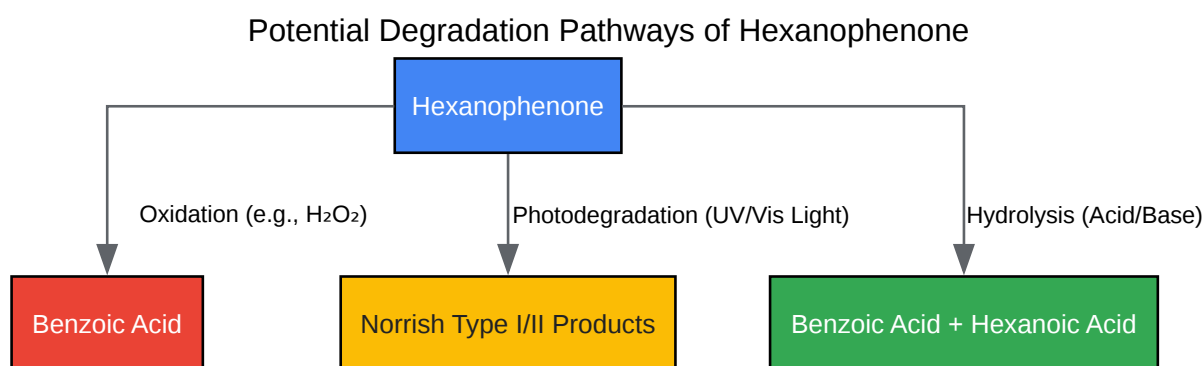 Potential Degradation Pathways of Hexanophenone
Hexanophenone
Oxidation (e.g., H₂O₂)
Photodegradation (UV/Vis Light)
Hydrolysis (Acid/Base)
Benzoic Acid
Norrish Type I/II Products
Benzoic Acid + Hexanoic Acid